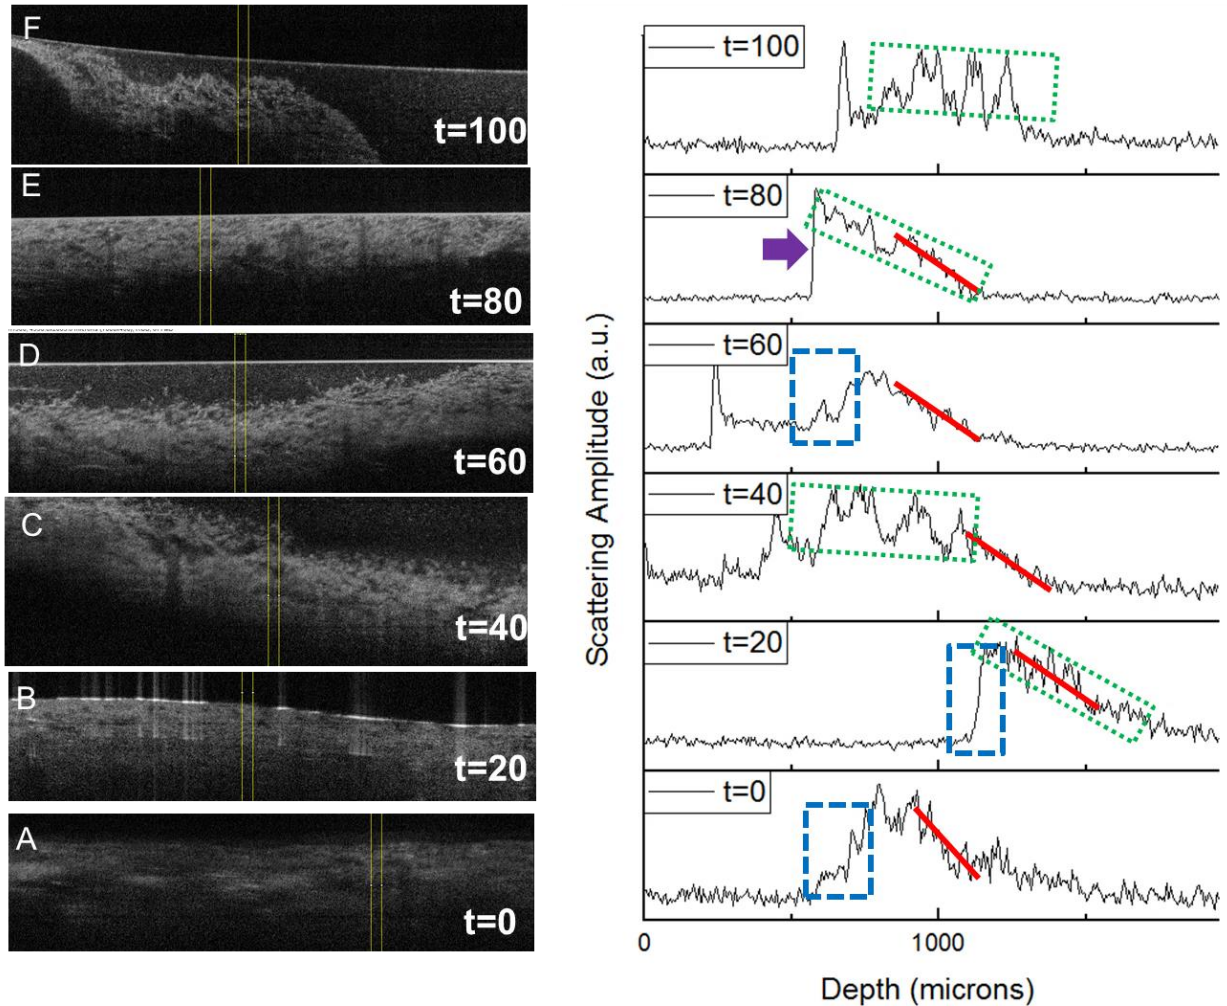 F
t=100
E
t=80
D
t=60
C
t=40
B
t=20
A
t=0
Scattering Amplitude (a.u.)
t=100
t=80
t=60
t=40
t=20
t=0
0
1000
Depth (microns)